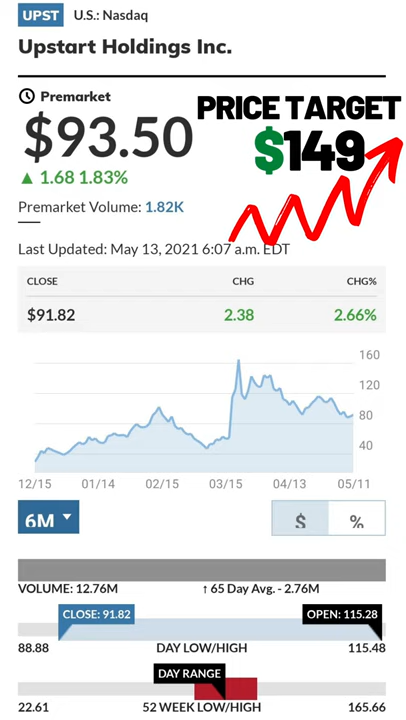 UPST U.S.: Nasdaq
Upstart Holdings Inc.
Premarket
PRICE TARGET
$93.50
$149
▲ 1.68 1.83%
Premarket Volume: 1.82K
Last Updated: May 13, 2021 6:07 a.m. EDT
CLOSE CHG CHG%
$91.82 2.38 2.66%
160
120
80
40
12/15 01/14 02/15 03/15 04/13 05/11
6M $ %
VOLUME: 12.76M ↑ 65 Day Avg. - 2.76M
CLOSE: 91.82 OPEN: 115.28
88.88 DAY LOW/HIGH 115.48
DAY RANGE
22.61 52 WEEK LOW/HIGH 165.66